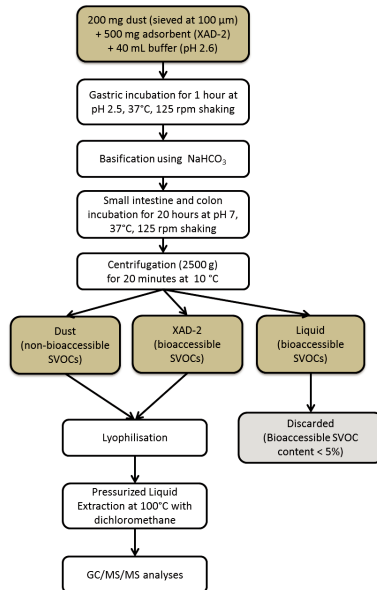 200 mg dust (sieved at 100 µm)
+ 500 mg adsorbent (XAD-2)
+ 40 mL buffer (pH 2.6)
Gastric incubation for 1 hour at
pH 2.5, 37°C, 125 rpm shaking
Basification using NaHCO₃
Small intestine and colon
incubation for 20 hours at pH 7,
37°C, 125 rpm shaking
Centrifugation (2500 g)
for 20 minutes at 10 °C
Dust
(non-bioaccessible
SVOCs)
XAD-2
(bioaccessible
SVOCs)
Liquid
(bioaccessible
SVOCs)
Lyophilisation
Discarded
(Bioaccessible SVOC
content < 5%)
Pressurized Liquid
Extraction at 100°C with
dichloromethane
GC/MS/MS analyses